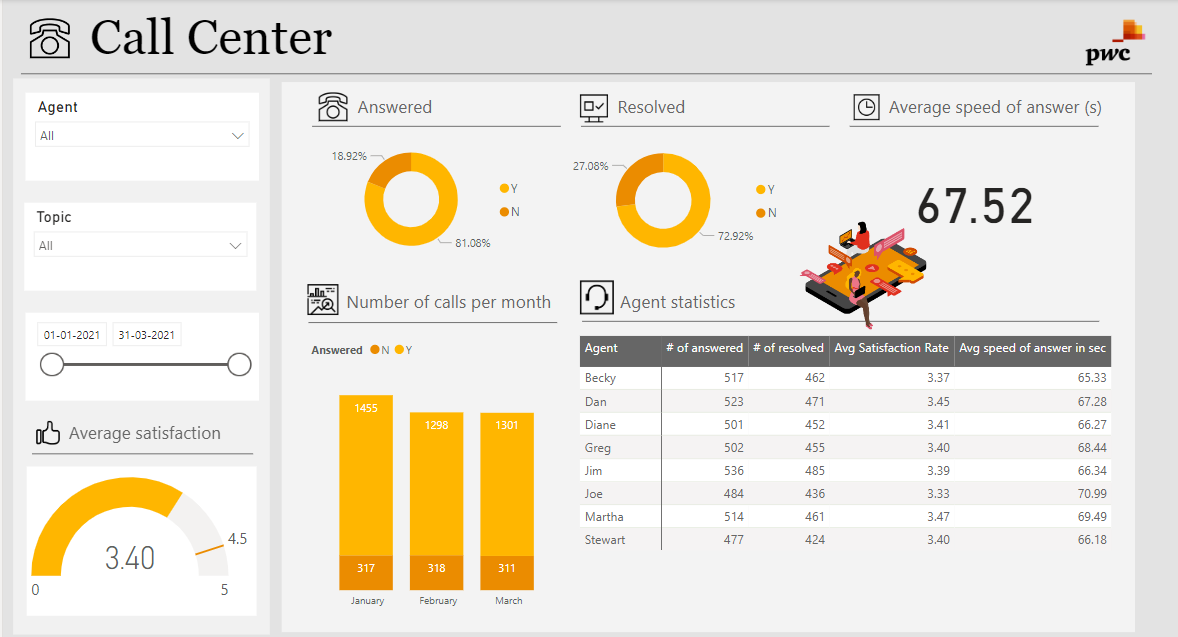 Call Center
pwc
Agent
All
Topic
All
01-01-2021 31-03-2021
Average satisfaction
3.40
4.5
0
5
Answered
18.92%
81.08%
Y
N
Resolved
27.08%
72.92%
Y
N
Average speed of answer (s)
67.52
Number of calls per month
Answered N Y
1455 1298 1301
317 318 311
January February March
Agent statistics
Agent # of answered # of resolved Avg Satisfaction Rate Avg speed of answer in sec
Becky 517 462 3.37 65.33
Dan 523 471 3.45 67.28
Diane 501 452 3.41 66.27
Greg 502 455 3.40 68.44
Jim 536 485 3.39 66.34
Joe 484 436 3.33 70.99
Martha 514 461 3.47 69.49
Stewart 477 424 3.40 66.18